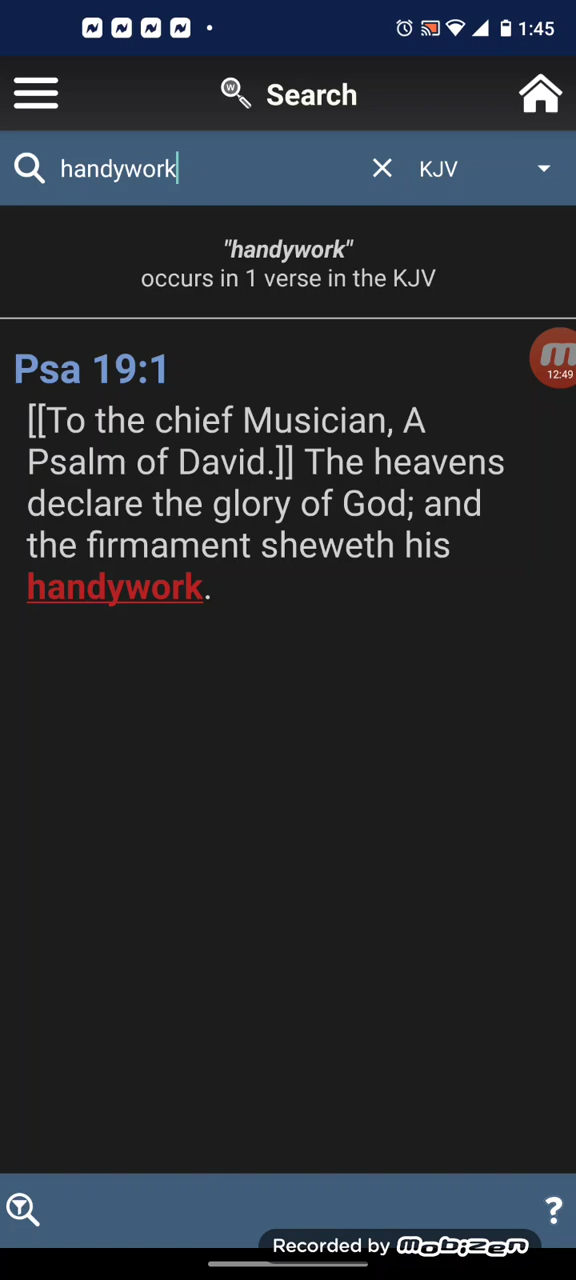 1:45
Search
handywork
KJV
"handywork"
occurs in 1 verse in the KJV
Psa 19:1
12:49
[[To the chief Musician, A
Psalm of David.]] The heavens
declare the glory of God; and
the firmament sheweth his
handywork.
?
Recorded by mobizen